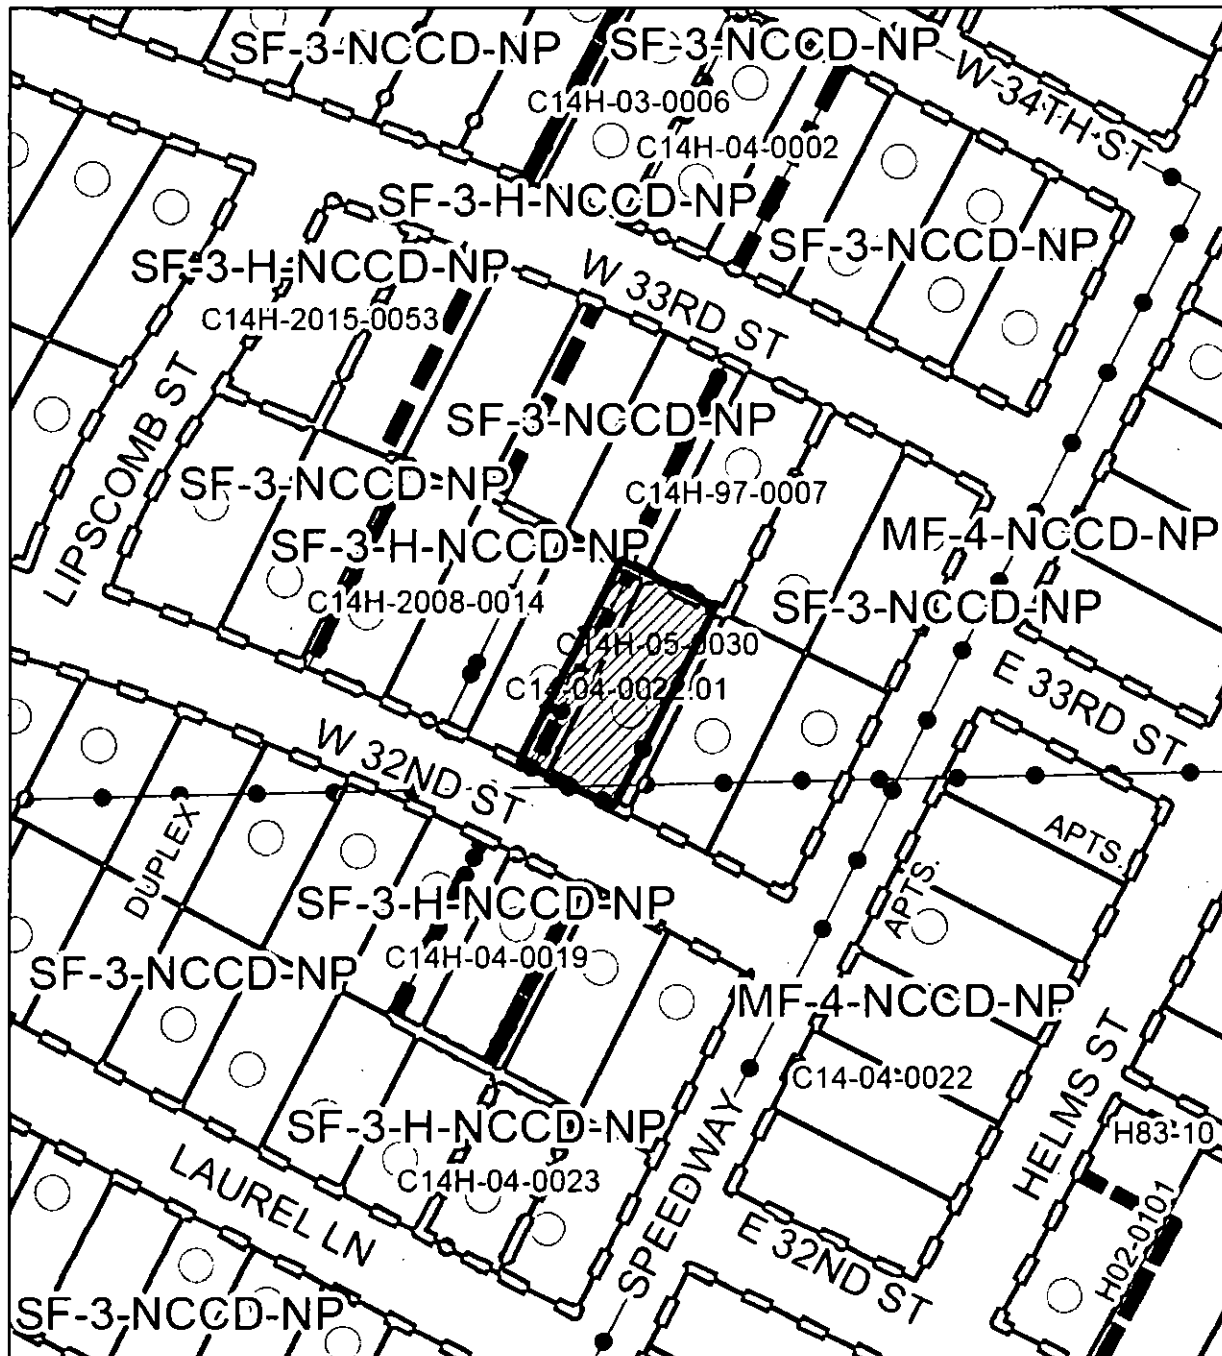 SF-3-NCCD-NP
SF-3-NCCD-NP
W 34TH ST
C14H-03-0006
C14H-04-0002
SF-3-H-NCCD-NP
SF-3-NCCD-NP
SF-3-H-NCCD-NP
W 33RD ST
C14H-2015-0053
LIPSCOMB ST
SF-3-NCCD-NP
SF-3-NCCD-NP
C14H-97-0007
MF-4-NCCD-NP
SF-3-H-NCCD-NP
C14H-2008-0014
SF-3-NCCD-NP
C14H-05-0030
C14-04-0022.01
E 33RD ST
W 32ND ST
DUPLEX
APTS.
APTS.
SF-3-H-NCCD-NP
C14H-04-0019
SF-3-NCCD-NP
MF-4-NCCD-NP
C14-04-0022
HELMS ST
SF-3-H-NCCD-NP
C14H-04-0023
H83-10
LAUREL LN
SPEEDWAY
E 32ND ST
H02-0101
SF-3-NCCD-NP